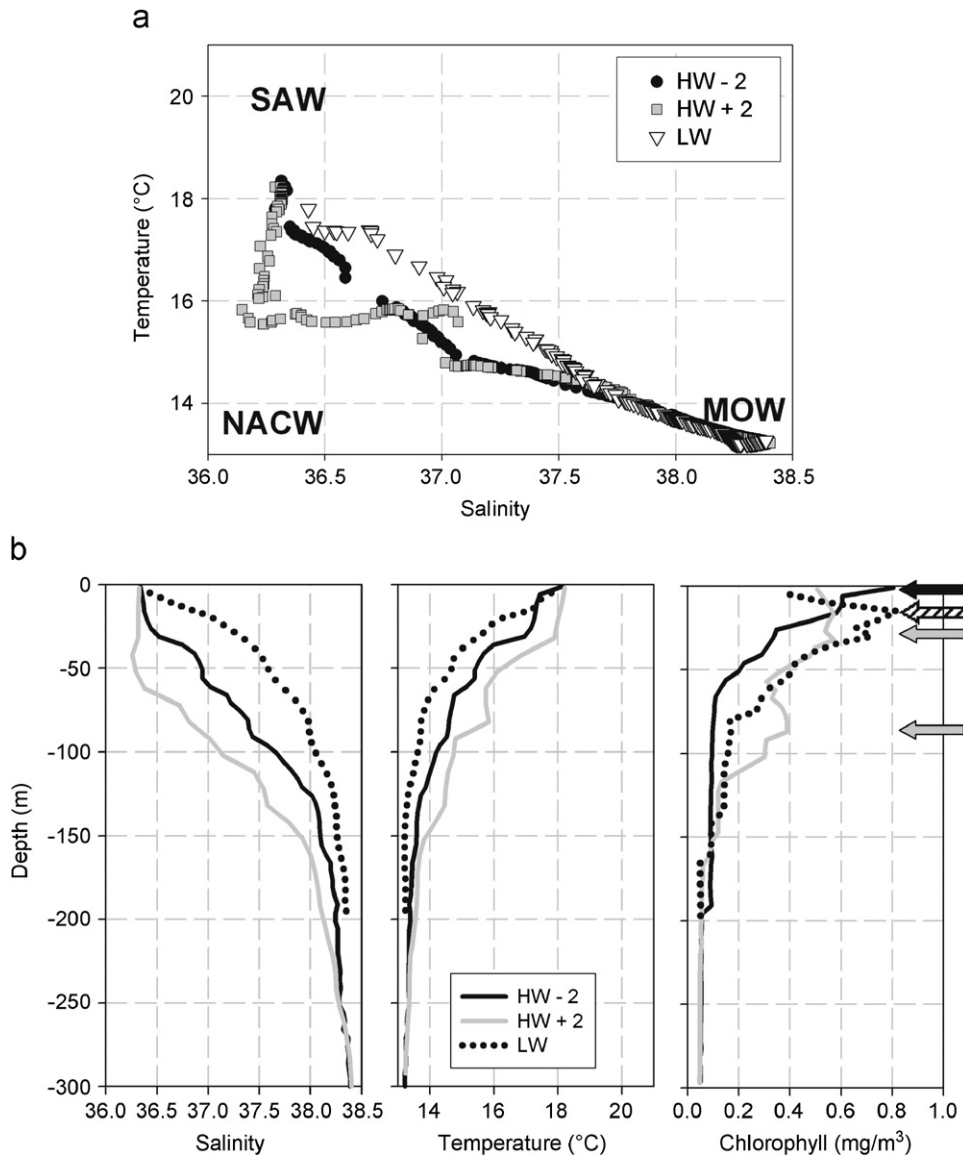 a
SAW
HW - 2
HW + 2
LW
20
18
16
14
Temperature (°C)
NACW
MOW
36.0 36.5 37.0 37.5 38.0 38.5
Salinity
b
0
-50
-100
-150
-200
-250
-300
Depth (m)
HW - 2
HW + 2
LW
36.0 36.5 37.0 37.5 38.0 38.5
14 16 18 20
0.0 0.2 0.4 0.6 0.8 1.0
Salinity
Temperature (°C)
Chlorophyll (mg/m³)